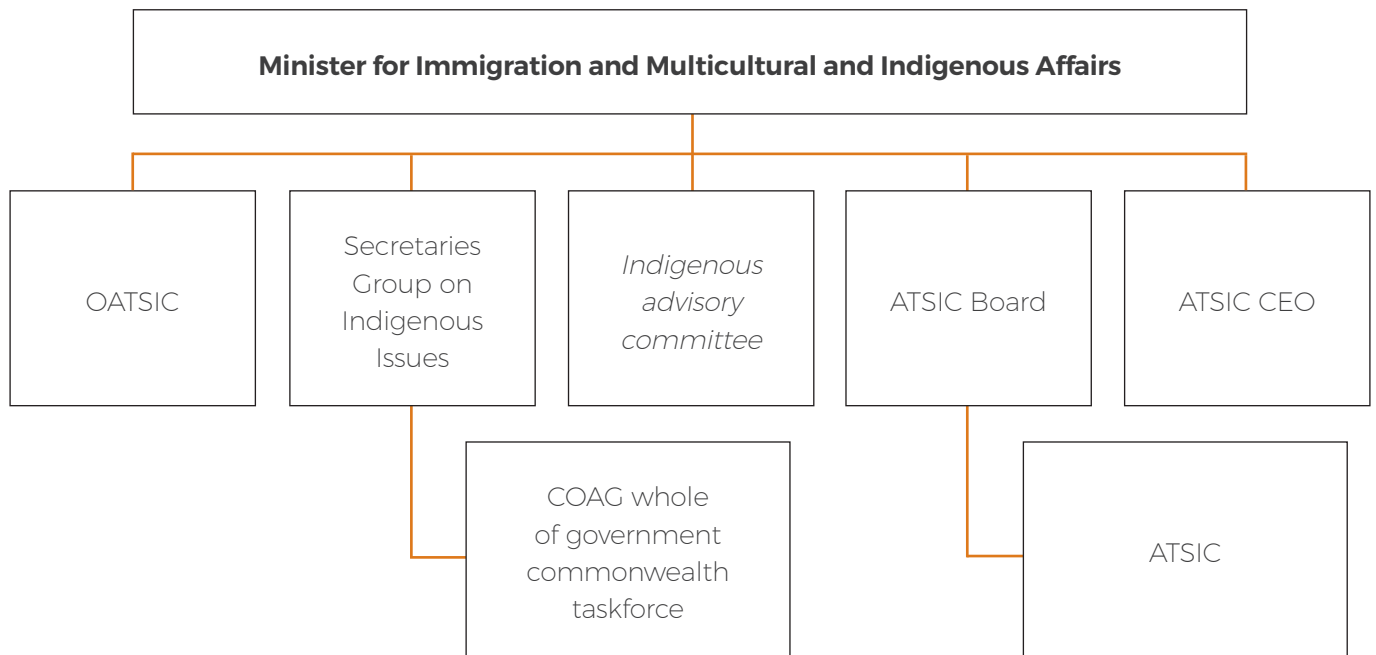 Minister for Immigration and Multicultural and Indigenous Affairs
OATSIC
Secretaries
Group on
Indigenous
Issues
Indigenous
advisory
committee
ATSIC Board
ATSIC CEO
COAG whole
of government
commonwealth
taskforce
ATSIC